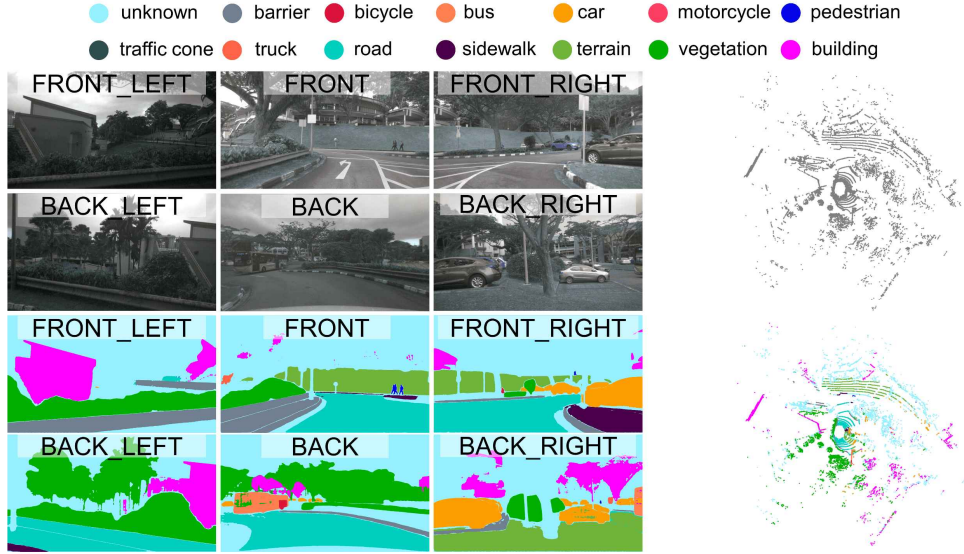 unknown barrier bicycle bus car motorcycle pedestrian
traffic cone truck road sidewalk terrain vegetation building
FRONT_LEFT FRONT FRONT_RIGHT
BACK_LEFT BACK BACK_RIGHT
FRONT_LEFT FRONT FRONT_RIGHT
BACK_LEFT BACK BACK_RIGHT